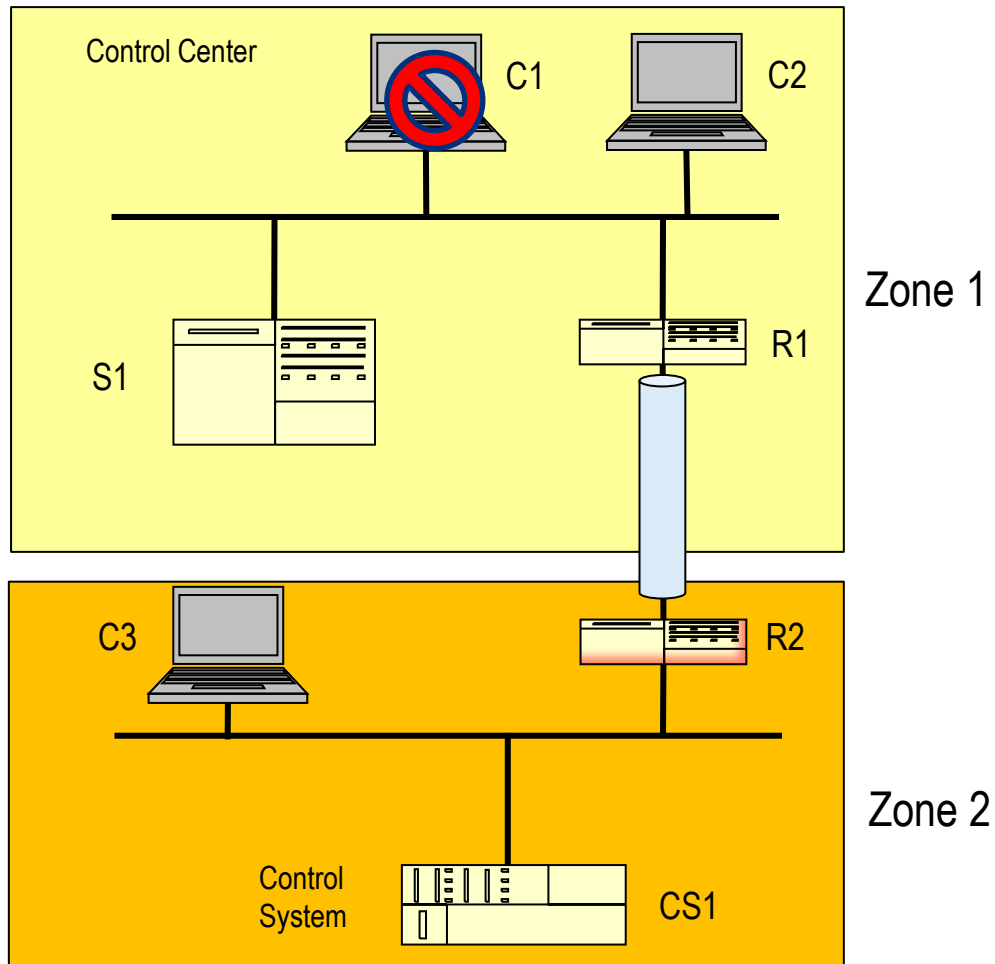 Control Center
C1
C2
Zone 1
S1
R1
C3
R2
Zone 2
Control
System
CS1